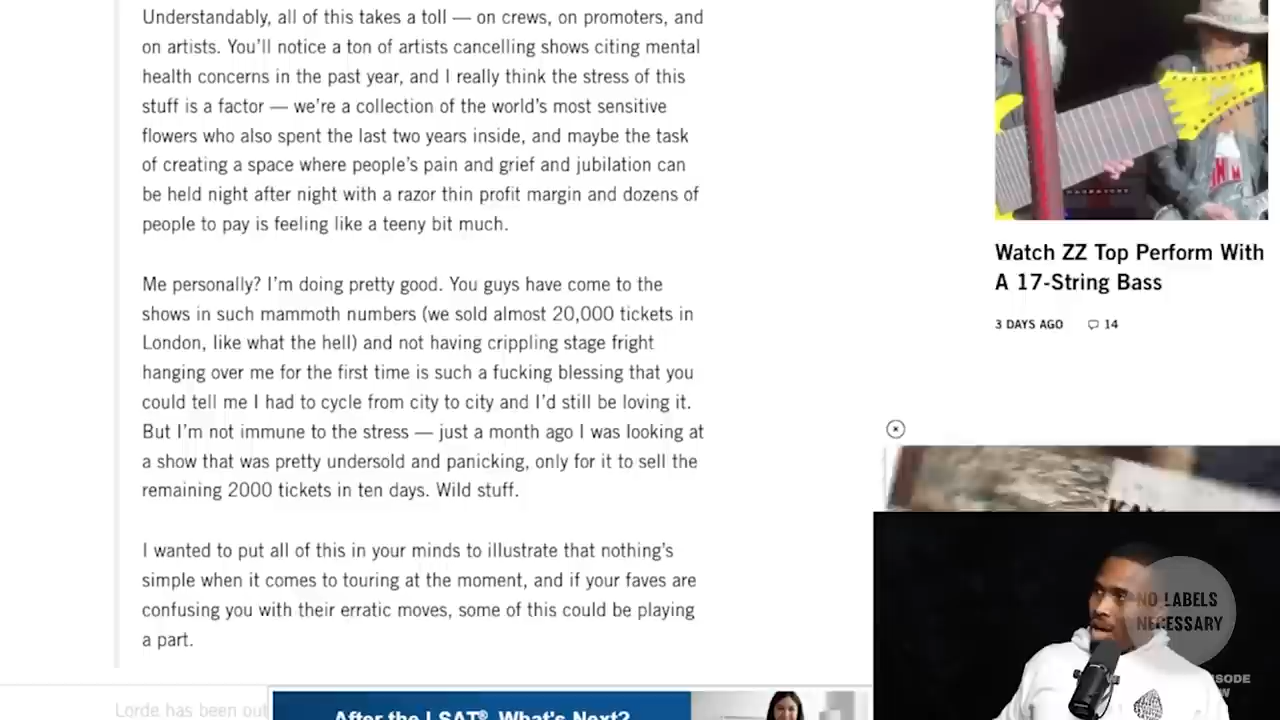 Understandably, all of this takes a toll — on crews, on promoters, and
on artists. You’ll notice a ton of artists cancelling shows citing mental
health concerns in the past year, and I really think the stress of this
stuff is a factor — we’re a collection of the world’s most sensitive
flowers who also spent the last two years inside, and maybe the task
of creating a space where people’s pain and grief and jubilation can
be held night after night with a razor thin profit margin and dozens of
people to pay is feeling like a teeny bit much.
Me personally? I’m doing pretty good. You guys have come to the
shows in such mammoth numbers (we sold almost 20,000 tickets in
London, like what the hell) and not having crippling stage fright
hanging over me for the first time is such a fucking blessing that you
could tell me I had to cycle from city to city and I’d still be loving it.
But I’m not immune to the stress — just a month ago I was looking at
a show that was pretty undersold and panicking, only for it to sell the
remaining 2000 tickets in ten days. Wild stuff.
I wanted to put all of this in your minds to illustrate that nothing’s
simple when it comes to touring at the moment, and if your faves are
confusing you with their erratic moves, some of this could be playing
a part.
Lorde has been out
After the LSAT® What's Next?
Watch ZZ Top Perform With
A 17-String Bass
3 DAYS AGO 14
NO LABELS
NECESSARY